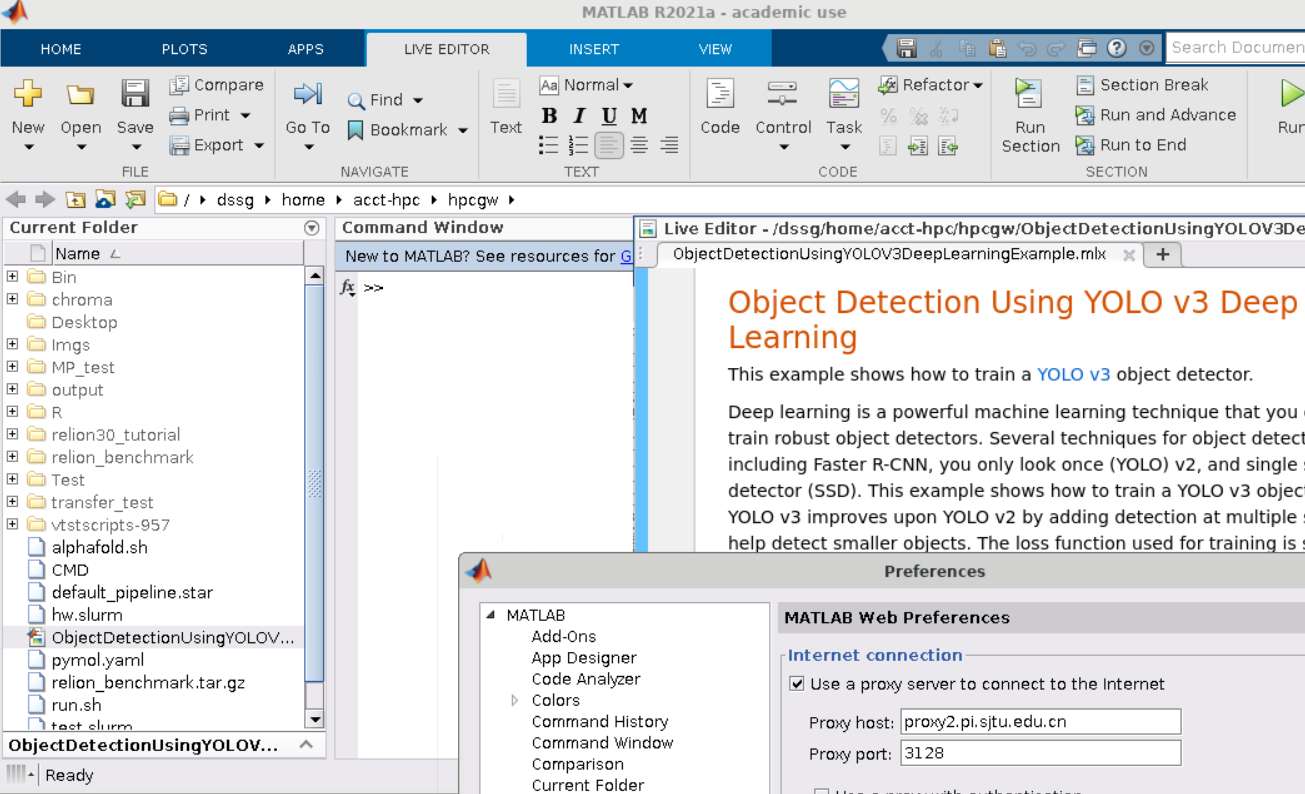 MATLAB R2021a - academic use
HOME PLOTS APPS LIVE EDITOR INSERT VIEW Search Documen
New Open Save Compare Print Export
FILE
Go To Find Bookmark
NAVIGATE
Text Aa Normal
B I U M
TEXT
Code Control Task Refactor
CODE
Run Section
Section Break
Run and Advance
Run to End
SECTION
Run
/ dssg home acct-hpc hpcgw
Current Folder
Name
Bin
chroma
Desktop
Imgs
MP_test
output
R
relion30_tutorial
relion_benchmark
Test
transfer_test
vtstscripts-957
alphafold.sh
CMD
default_pipeline.star
hw.slurm
ObjectDetectionUsingYOLOV...
pymol.yaml
relion_benchmark.tar.gz
run.sh
test.slurm
ObjectDetectionUsingYOLOV...
Ready
Command Window
New to MATLAB? See resources for G
fx >>
Live Editor - /dssg/home/acct-hpc/hpcgw/ObjectDetectionUsingYOLOV3De
ObjectDetectionUsingYOLOV3DeepLearningExample.mlx
Object Detection Using YOLO v3 Deep
Learning
This example shows how to train a YOLO v3 object detector.
Deep learning is a powerful machine learning technique that you
train robust object detectors. Several techniques for object detect
including Faster R-CNN, you only look once (YOLO) v2, and single
detector (SSD). This example shows how to train a YOLO v3 objec
YOLO v3 improves upon YOLO v2 by adding detection at multiple
help detect smaller objects. The loss function used for training is
Preferences
MATLAB
Add-Ons
App Designer
Code Analyzer
Colors
Command History
Command Window
Comparison
Current Folder
MATLAB Web Preferences
Internet connection
Use a proxy server to connect to the Internet
Proxy host: proxy2.pi.sjtu.edu.cn
Proxy port: 3128